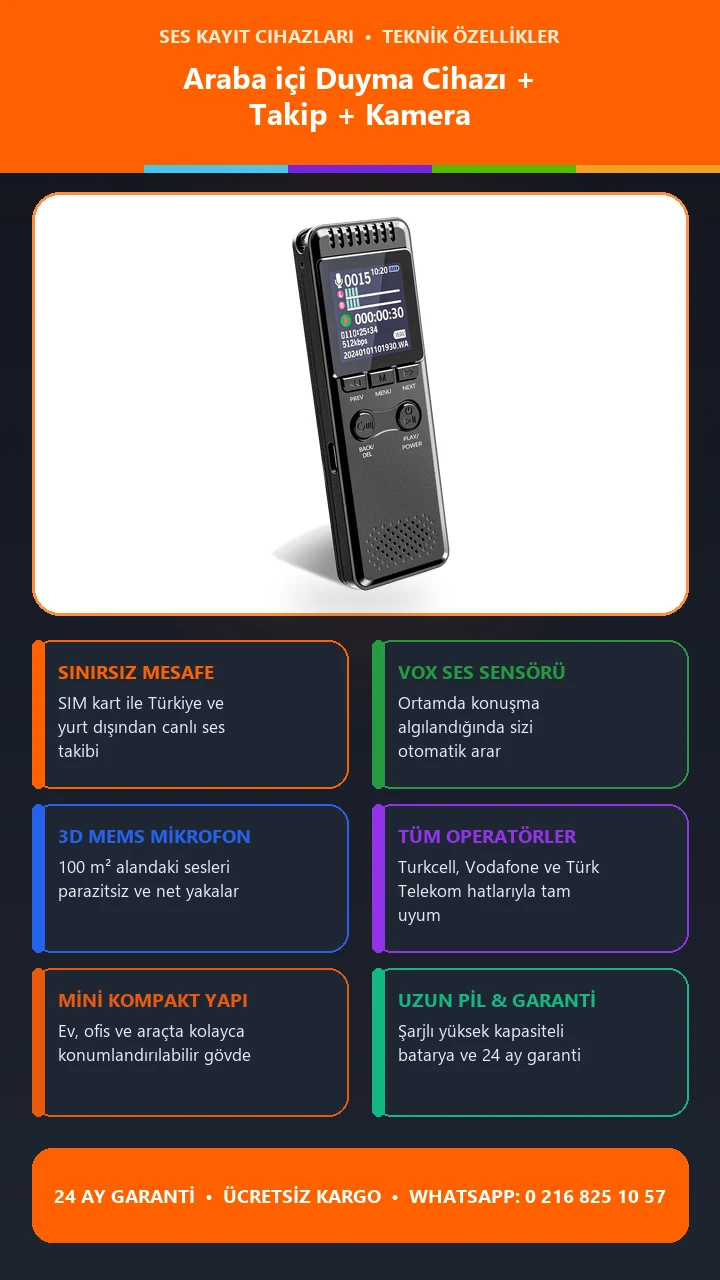 SES KAYIT CIHAZLARI • TEKNİK ÖZELLİKLER
Araba içi Duyma Cihazı +
Takip + Kamera
0015 10:20
L
R
000:00:30
0110:25:34
512kbps
20240101101930.WA
M
PREV MENU NEXT
BACK/
DEL
PLAY/
POWER
SINIRSIZ MESAFE
SIM kart ile Türkiye ve
yurt dışından canlı ses
takibi
VOX SES SENSÖRÜ
Ortamda konuşma
algılandığında sizi
otomatik arar
3D MEMS MİKROFON
100 m² alandaki sesleri
parazitsiz ve net yakalar
TÜM OPERATÖRLER
Turkcell, Vodafone ve Türk
Telekom hatlarıyla tam
uyum
MİNİ KOMPAKT YAPI
Ev, ofis ve araçta kolayca
konumlandırılabilir gövde
UZUN PİL & GARANTİ
Şarjlı yüksek kapasiteli
batarya ve 24 ay garanti
24 AY GARANTİ • ÜCRETSİZ KARGO • WHATSAPP: 0 216 825 10 57